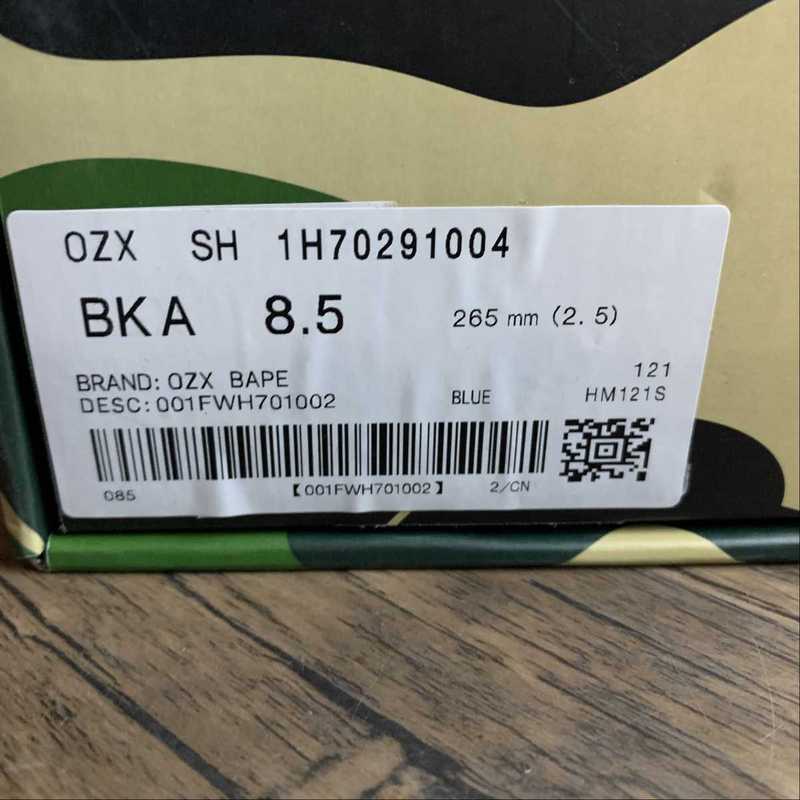 OZX SH 1H70291004
BKA 8.5 265 mm (2.5)
BRAND: OZX BAPE 121
DESC: 001FWH701002 BLUE HM121S
085 【001FWH701002】 2/CN